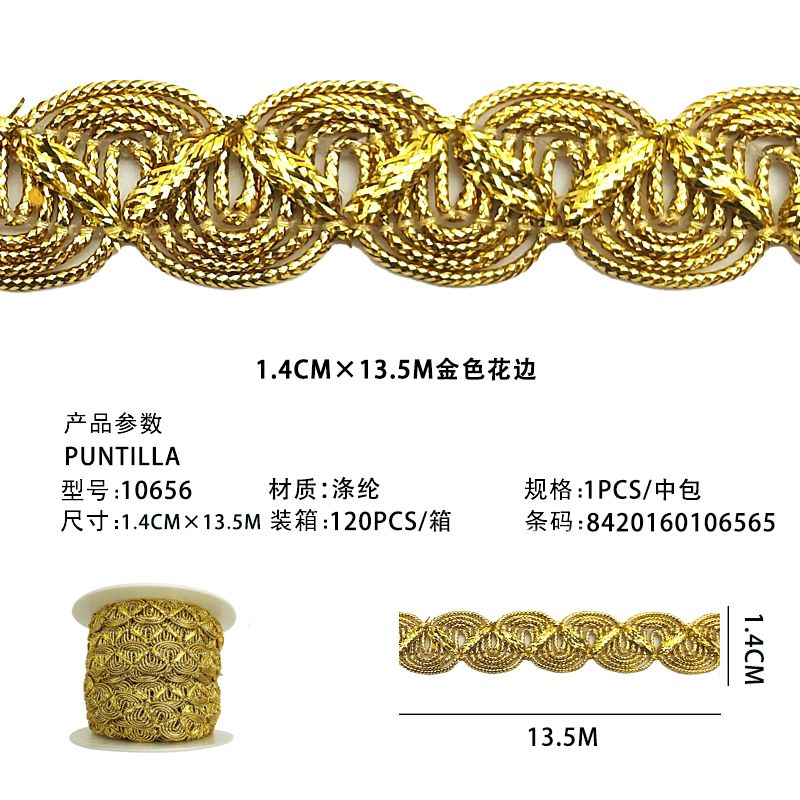 1.4CM×13.5M金色花边
产品参数
PUNTILLA
型号:10656 材质:涤纶 规格:1PCS/中包
尺寸:1.4CM×13.5M 装箱:120PCS/箱 条码:8420160106565
1.4CM
13.5M